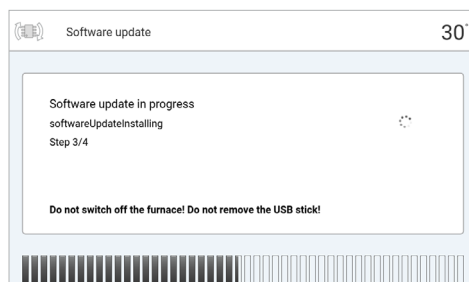 Software update
30°
Software update in progress
softwareUpdateInstalling
Step 3/4
Do not switch off the furnace! Do not remove the USB stick!